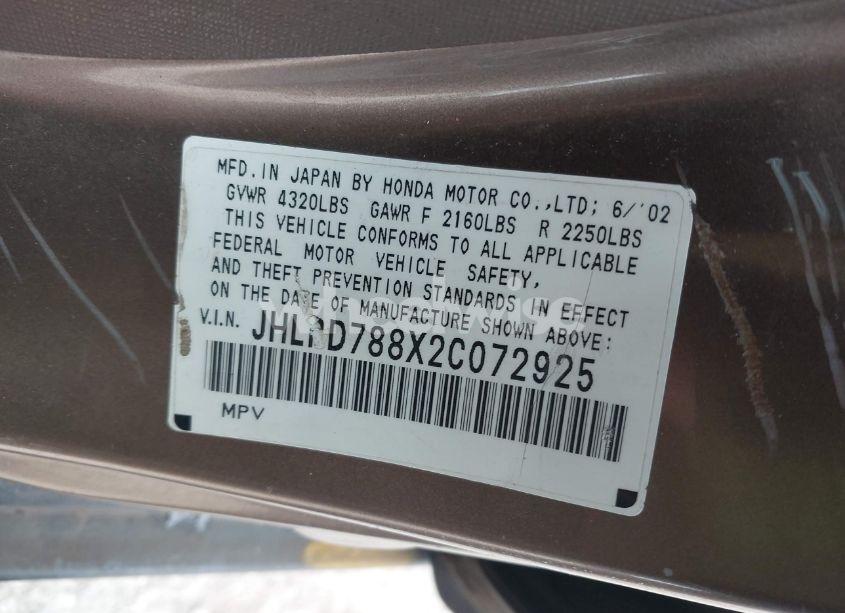 MFD. IN JAPAN BY HONDA MOTOR CO.,LTD; 6/'02
GVWR 4320LBS GAWR F 2160LBS R 2250LBS
THIS VEHICLE CONFORMS TO ALL APPLICABLE
FEDERAL MOTOR VEHICLE SAFETY,
AND THEFT PREVENTION STANDARDS IN EFFECT
ON THE DATE OF MANUFACTURE SHOWN ABOVE:
V.I.N. JHLRD788X2C072925
MPV